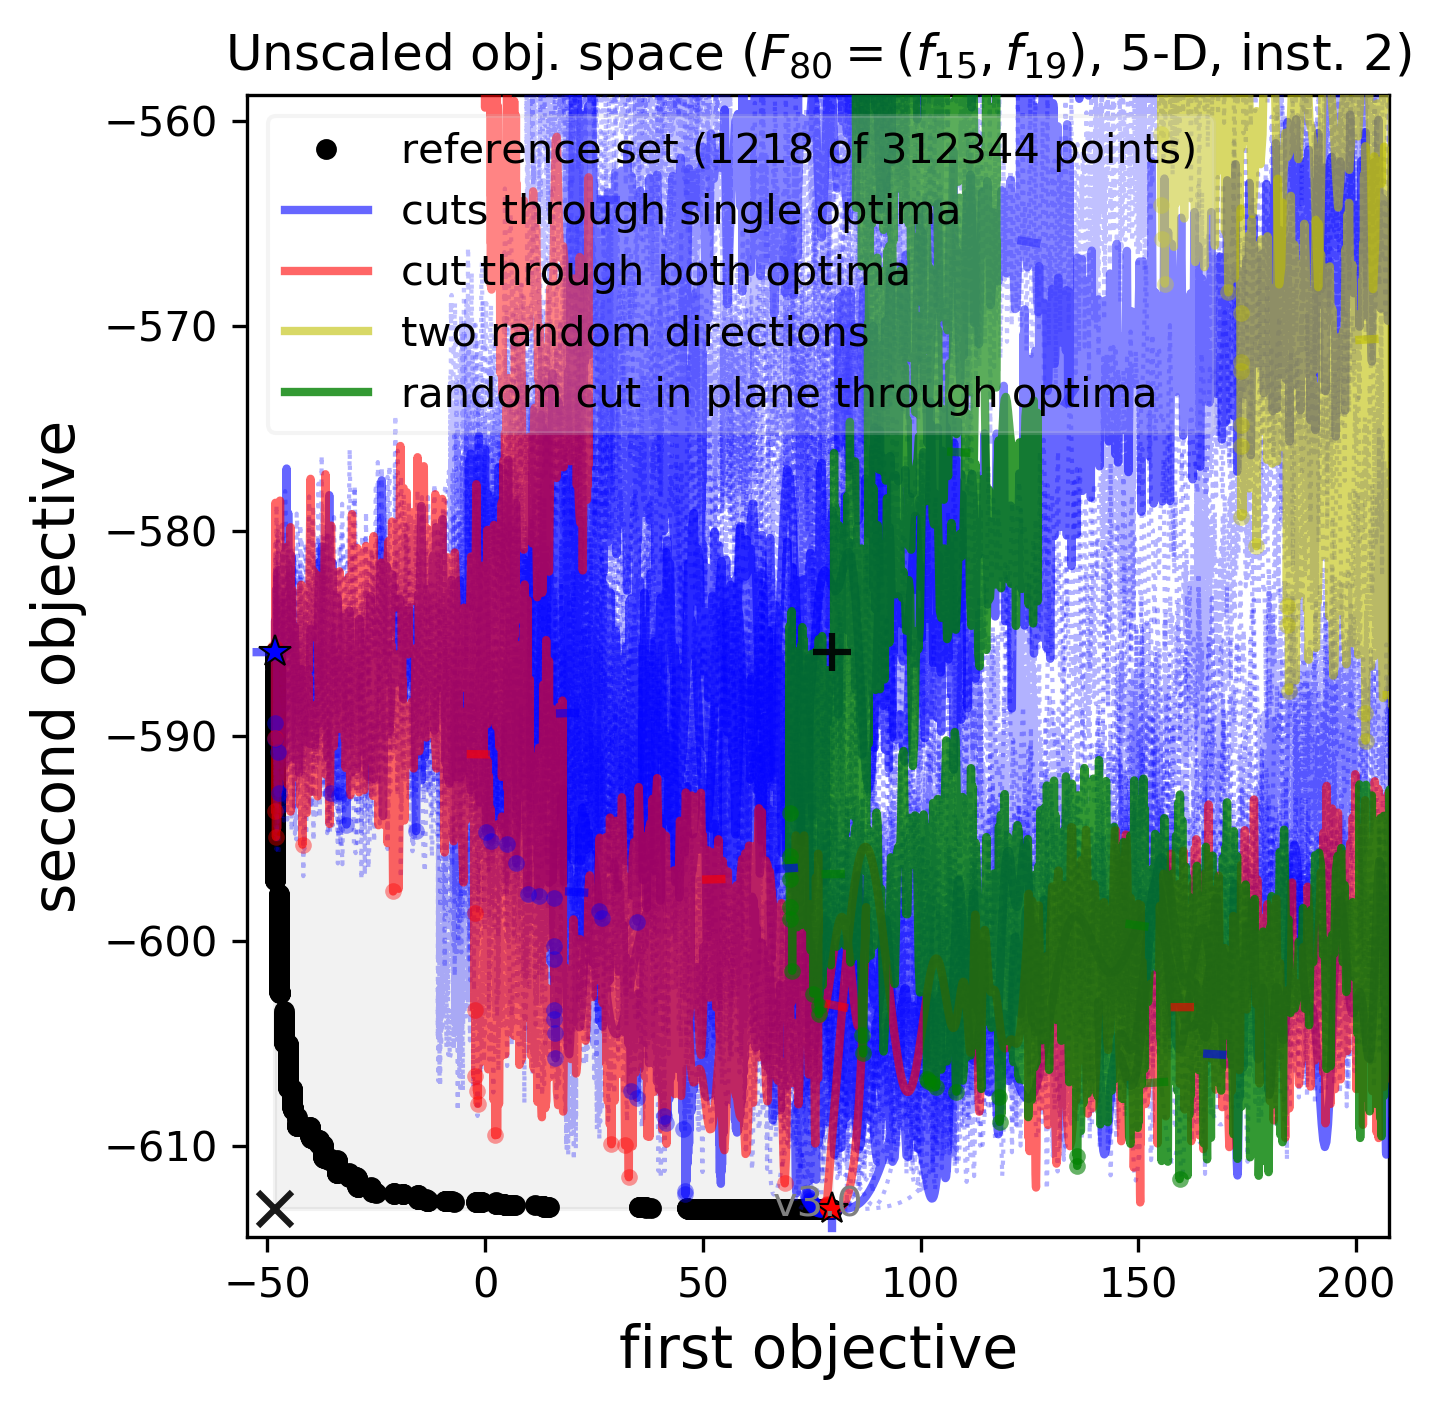 Unscaled obj. space (F80 = (f15, f19), 5-D, inst. 2)
second objective
−560
−570
−580
−590
−600
−610
reference set (1218 of 312344 points)
cuts through single optima
cut through both optima
two random directions
random cut in plane through optima
v3.0
−50 0 50 100 150 200
first objective